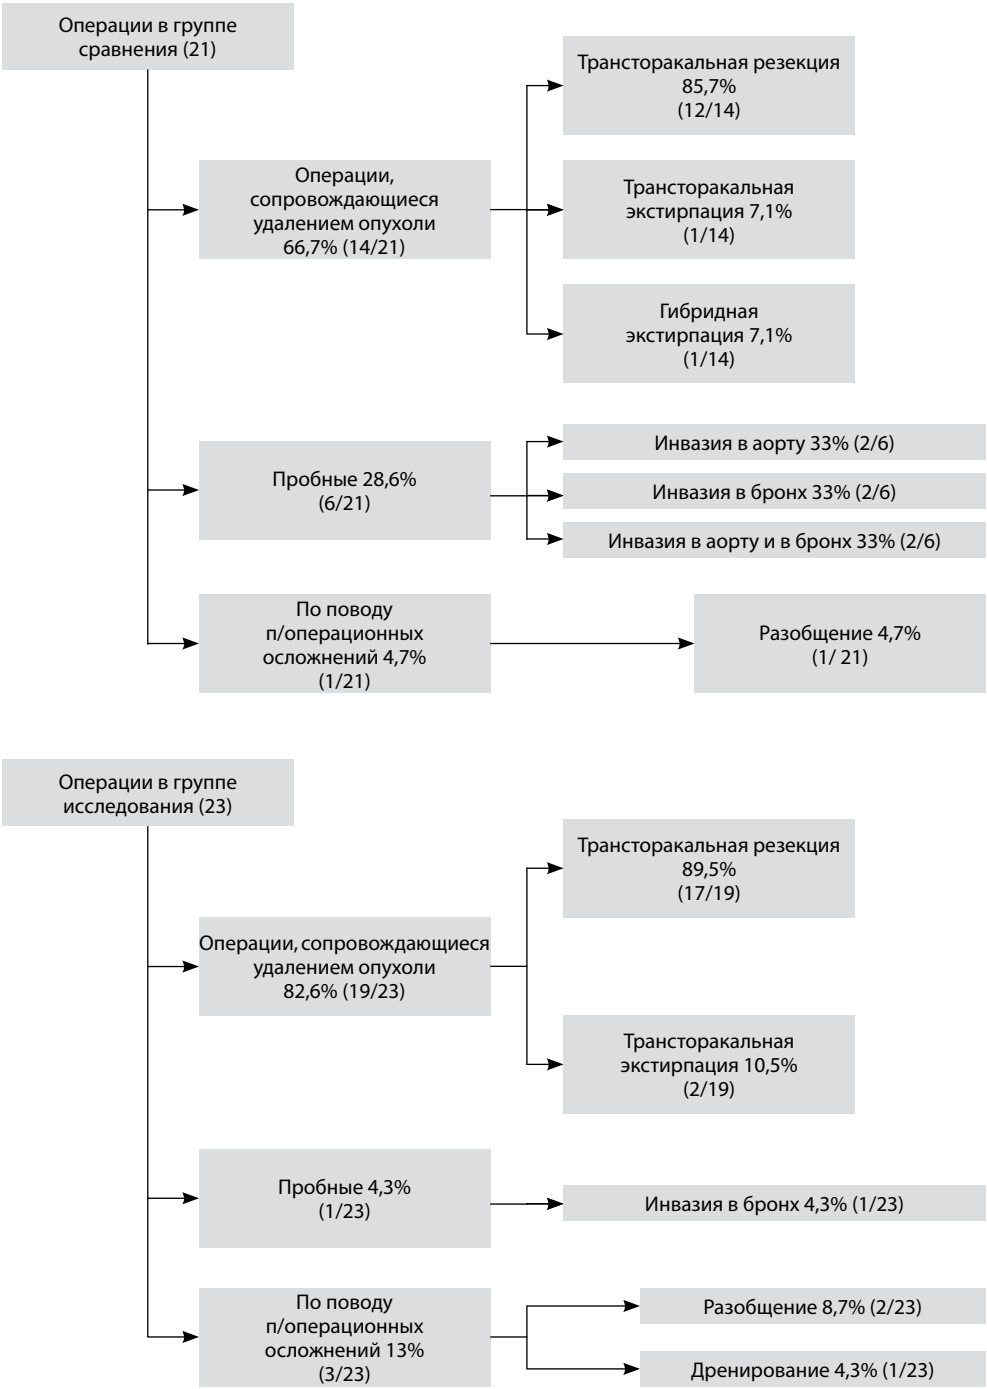 Операции в группе
сравнения (21)
Операции,
сопровождающиеся
удалением опухоли
66,7% (14/21)
Трансторакальная резекция
85,7%
(12/14)
Трансторакальная
экстирпация 7,1%
(1/14)
Гибридная
экстирпация 7,1%
(1/14)
Пробные 28,6%
(6/21)
Инвазия в аорту 33% (2/6)
Инвазия в бронх 33% (2/6)
Инвазия в аорту и в бронх 33% (2/6)
По поводу
п/операционных
осложнений 4,7%
(1/21)
Разобщение 4,7%
(1/ 21)
Операции в группе
исследования (23)
Операции, сопровождающиеся
удалением опухоли
82,6% (19/23)
Трансторакальная резекция
89,5%
(17/19)
Трансторакальная
экстирпация 10,5%
(2/19)
Пробные 4,3%
(1/23)
Инвазия в бронх 4,3% (1/23)
По поводу
п/операционных
осложнений 13%
(3/23)
Разобщение 8,7% (2/23)
Дренирование 4,3% (1/23)